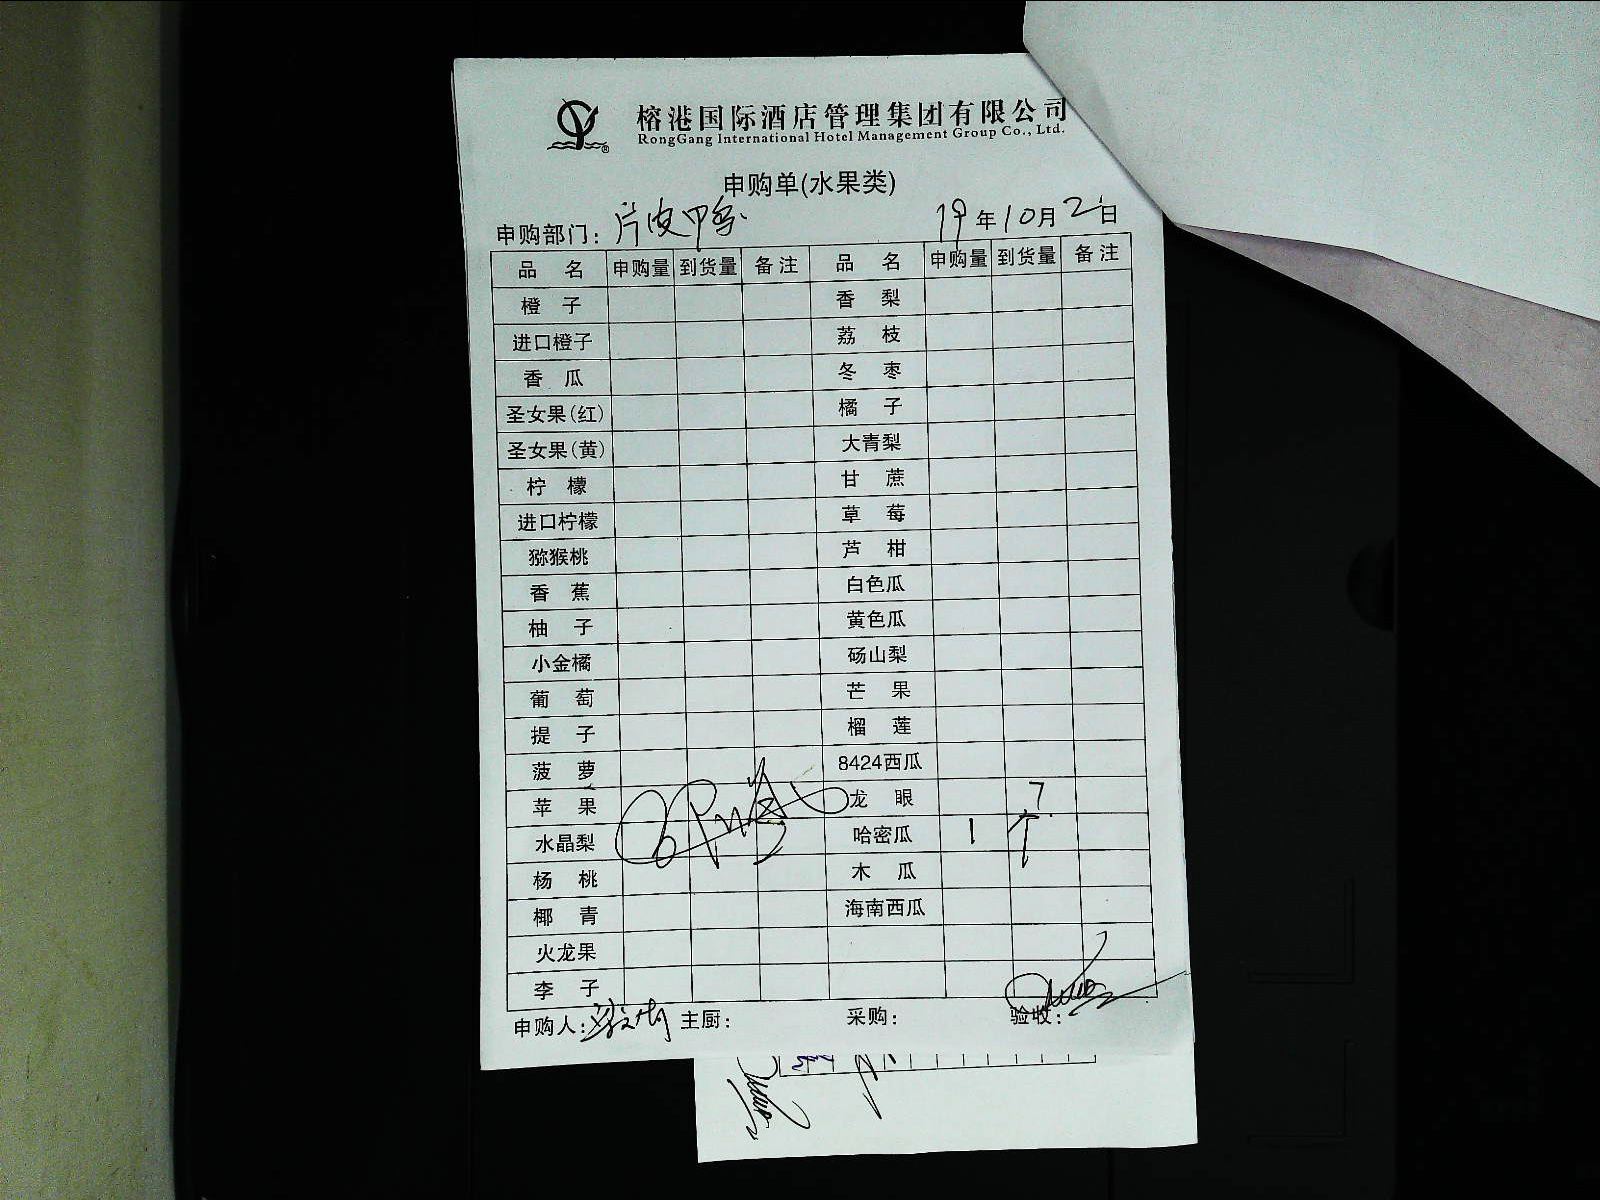 榕港国际酒店管理集团有限公司
RongGang International Hotel Management Group Co., Ltd.
申购单(水果类)
申购部门: 片皮鸭 19年10月2日
品 名 申购量 到货量 备注 品 名 申购量 到货量 备注
橙 子 香 梨
进口橙子 荔 枝
香 瓜 冬 枣
圣女果(红) 橘 子
圣女果(黄) 大青梨
柠 檬 甘 蔗
进口柠檬 草 莓
猕猴桃 芦 柑
香 蕉 白色瓜
柚 子 黄色瓜
小金橘 砀山梨
葡 萄 芒 果
提 子 榴 莲
菠 萝 8424西瓜
苹 果 龙 眼 7
水晶梨 哈密瓜 1 个
杨 桃 木 瓜
椰 青 海南西瓜
火龙果
李 子
申购人: 主厨: 采购: 验收: